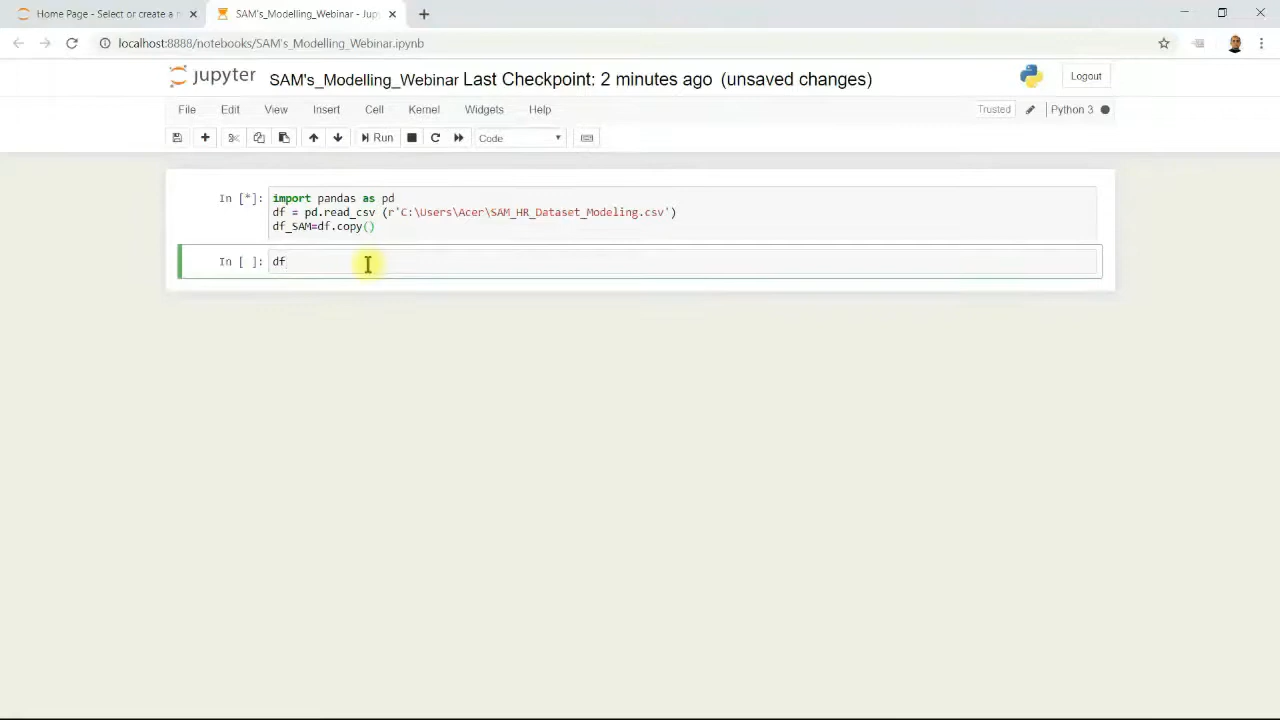 Home Page - Select or create a n
SAM's_Modelling_Webinar - Jupy
localhost:8888/notebooks/SAM's_Modelling_Webinar.ipynb
jupyter SAM's_Modelling_Webinar Last Checkpoint: 2 minutes ago (unsaved changes)
Logout
File Edit View Insert Cell Kernel Widgets Help
Trusted Python 3
Run Code
In [*]: import pandas as pd
df = pd.read_csv (r'C:\Users\Acer\SAM_HR_Dataset_Modeling.csv')
df_SAM=df.copy()
In [ ]: df